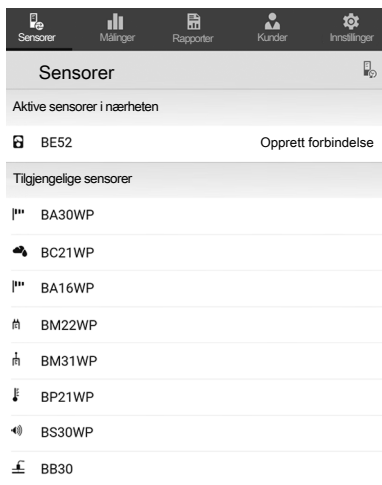 Sensorer Målinger Rapporter Kunder Innstillinger
Sensorer
Aktive sensorer i nærheten
BE52 Opprett forbindelse
Tilgjengelige sensorer
BA30WP
BC21WP
BA16WP
BM22WP
BM31WP
BP21WP
BS30WP
BB30